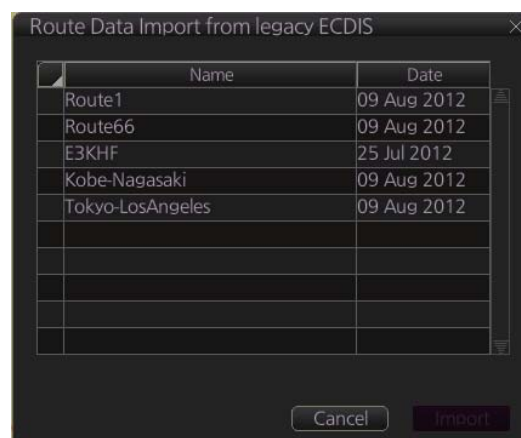 Route Data Import from legacy ECDIS
Name Date
Route1 09 Aug 2012
Route66 09 Aug 2012
E3KHF 25 Jul 2012
Kobe-Nagasaki 09 Aug 2012
Tokyo-LosAngeles 09 Aug 2012
Cancel Import